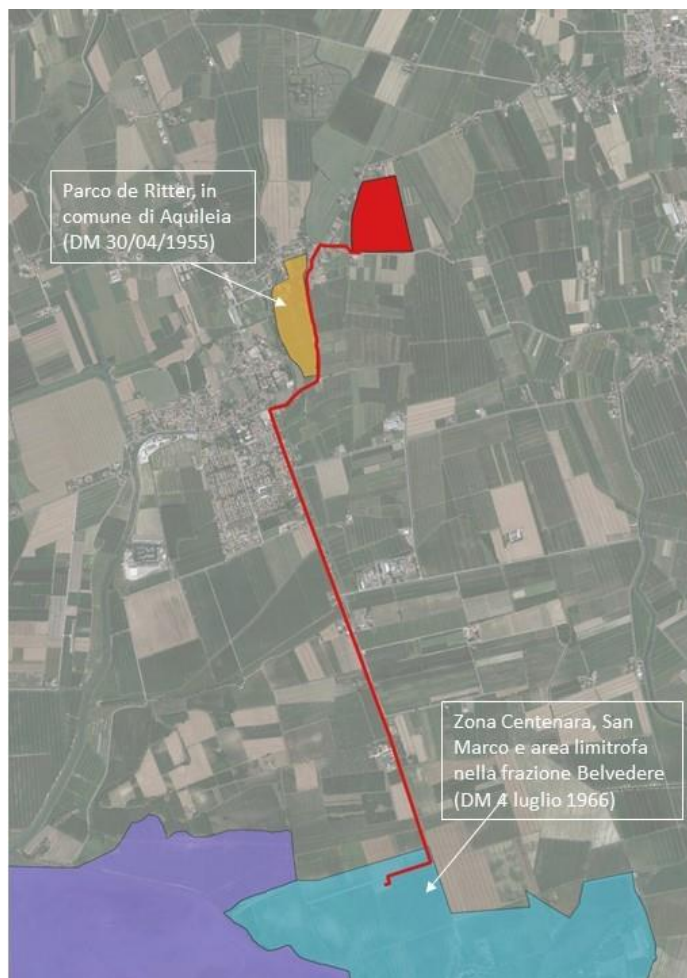 Parco de Ritter, in
comune di Aquileia
(DM 30/04/1955)
Zona Centenara, San
Marco e area limitrofa
nella frazione Belvedere
(DM 4 luglio 1966)